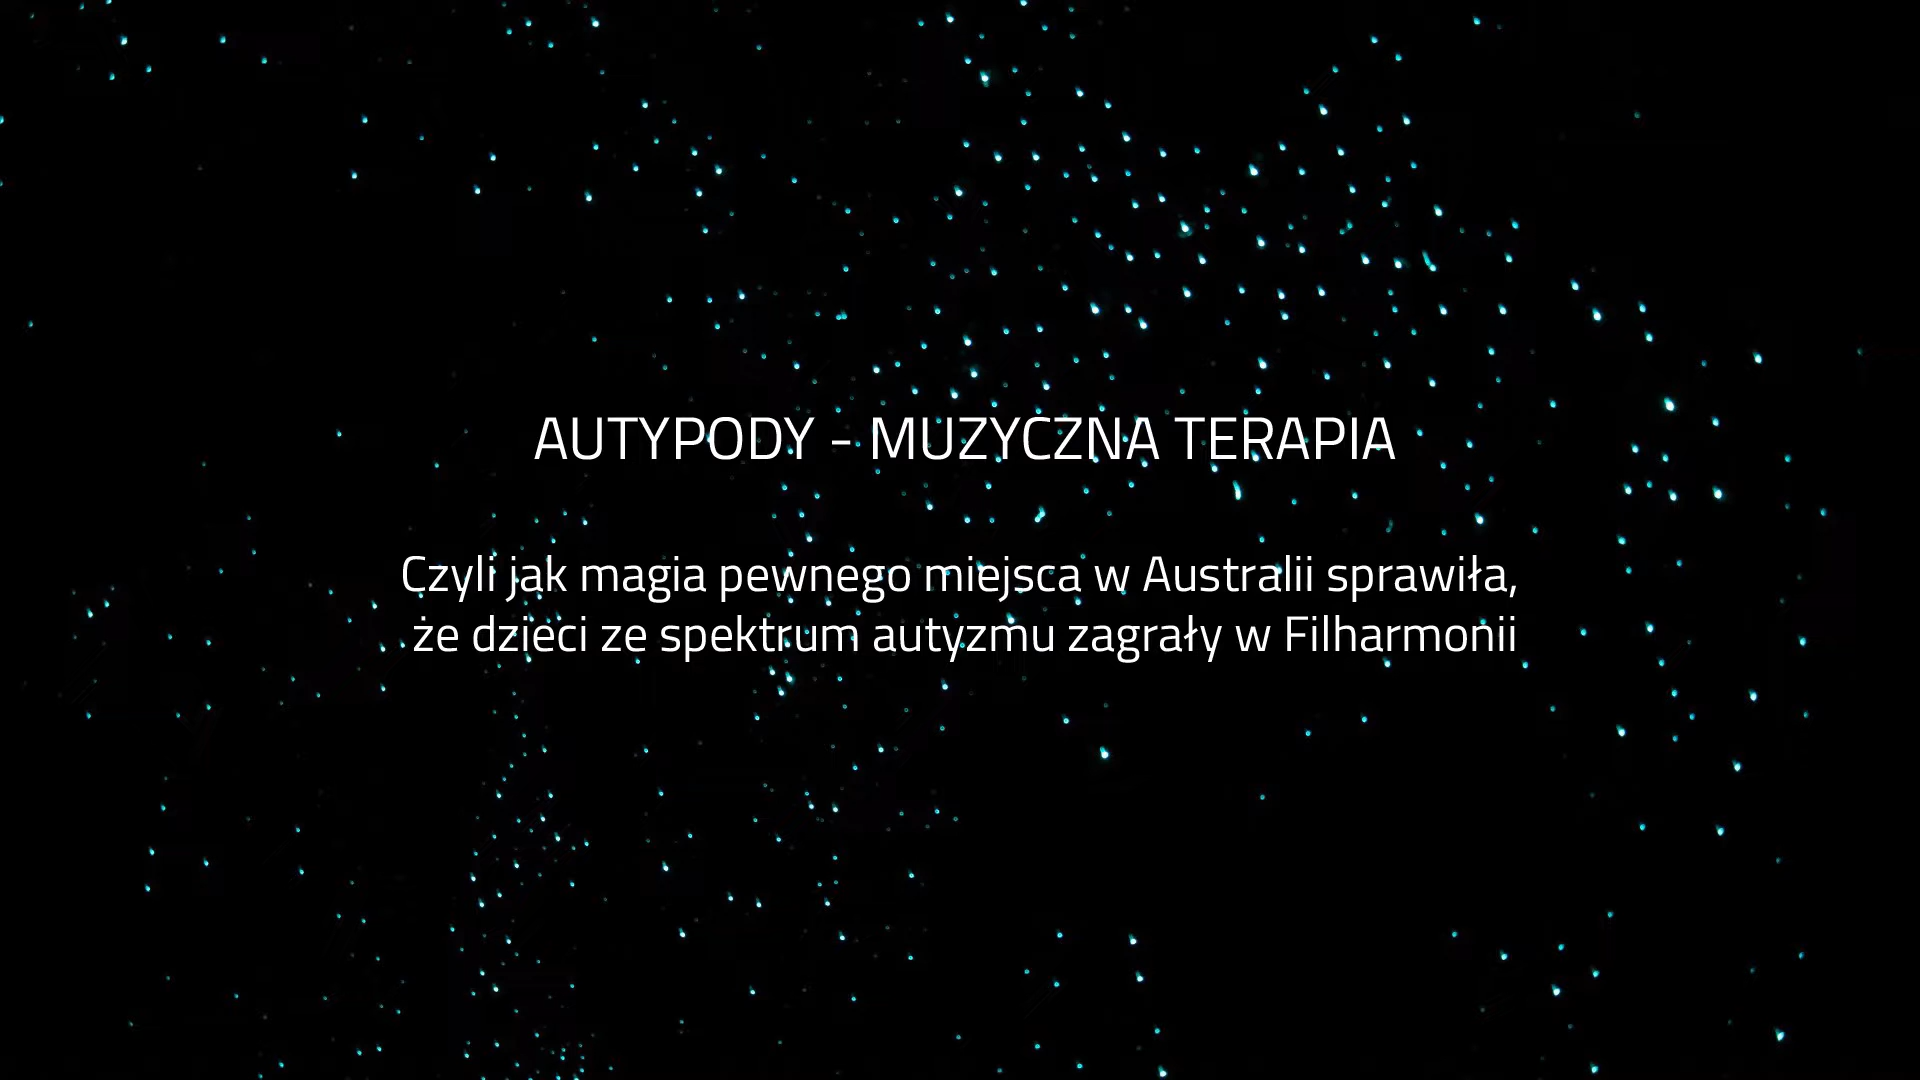 AUTYPODY - MUZYCZNA TERAPIA
Czyli jak magia pewnego miejsca w Australii sprawiła,
że dzieci ze spektrum autyzmu zagrały w Filharmonii